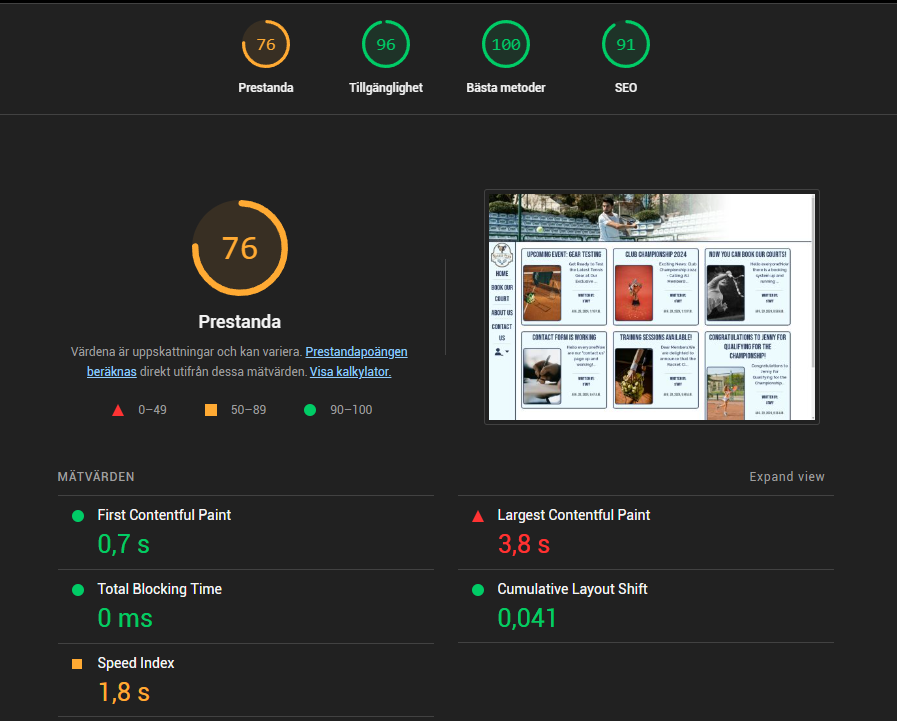 76
96
100
91
Prestanda
Tillgänglighet
Bästa metoder
SEO
76
Prestanda
Värdena är uppskattningar och kan variera. Prestandapoängen
beräknas direkt utifrån dessa mätvärden. Visa kalkylator.
0–49
50–89
90–100
HOME
BOOK OUR
COURT
ABOUT US
CONTACT
US
UPCOMING EVENT: GEAR TESTING
CLUB CHAMPIONSHIP 2024
NOW YOU CAN BOOK OUR COURTS!
CONTACT FORM IS WORKING
TRAINING SESSIONS AVAILABLE!
CONGRATULATIONS TO JENNY FOR
QUALIFYING FOR THE
CHAMPIONSHIP!
MÄTVÄRDEN
Expand view
First Contentful Paint
0,7 s
Largest Contentful Paint
3,8 s
Total Blocking Time
0 ms
Cumulative Layout Shift
0,041
Speed Index
1,8 s